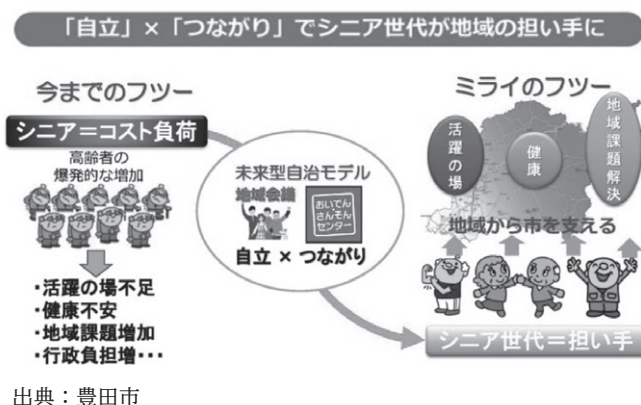 「自立」×「つながり」でシニア世代が地域の担い手に
今までのフツー
シニア=コスト負荷
高齢者の
爆発的な増加
・活躍の場不足
・健康不安
・地域課題増加
・行政負担増・・・
未来型自治モデル
地域会議
おいでん
さんそん
センター
自立 × つながり
ミライのフツー
活躍の場
健康
地域課題解決
地域から市を支える
シニア世代=担い手
出典:豊田市